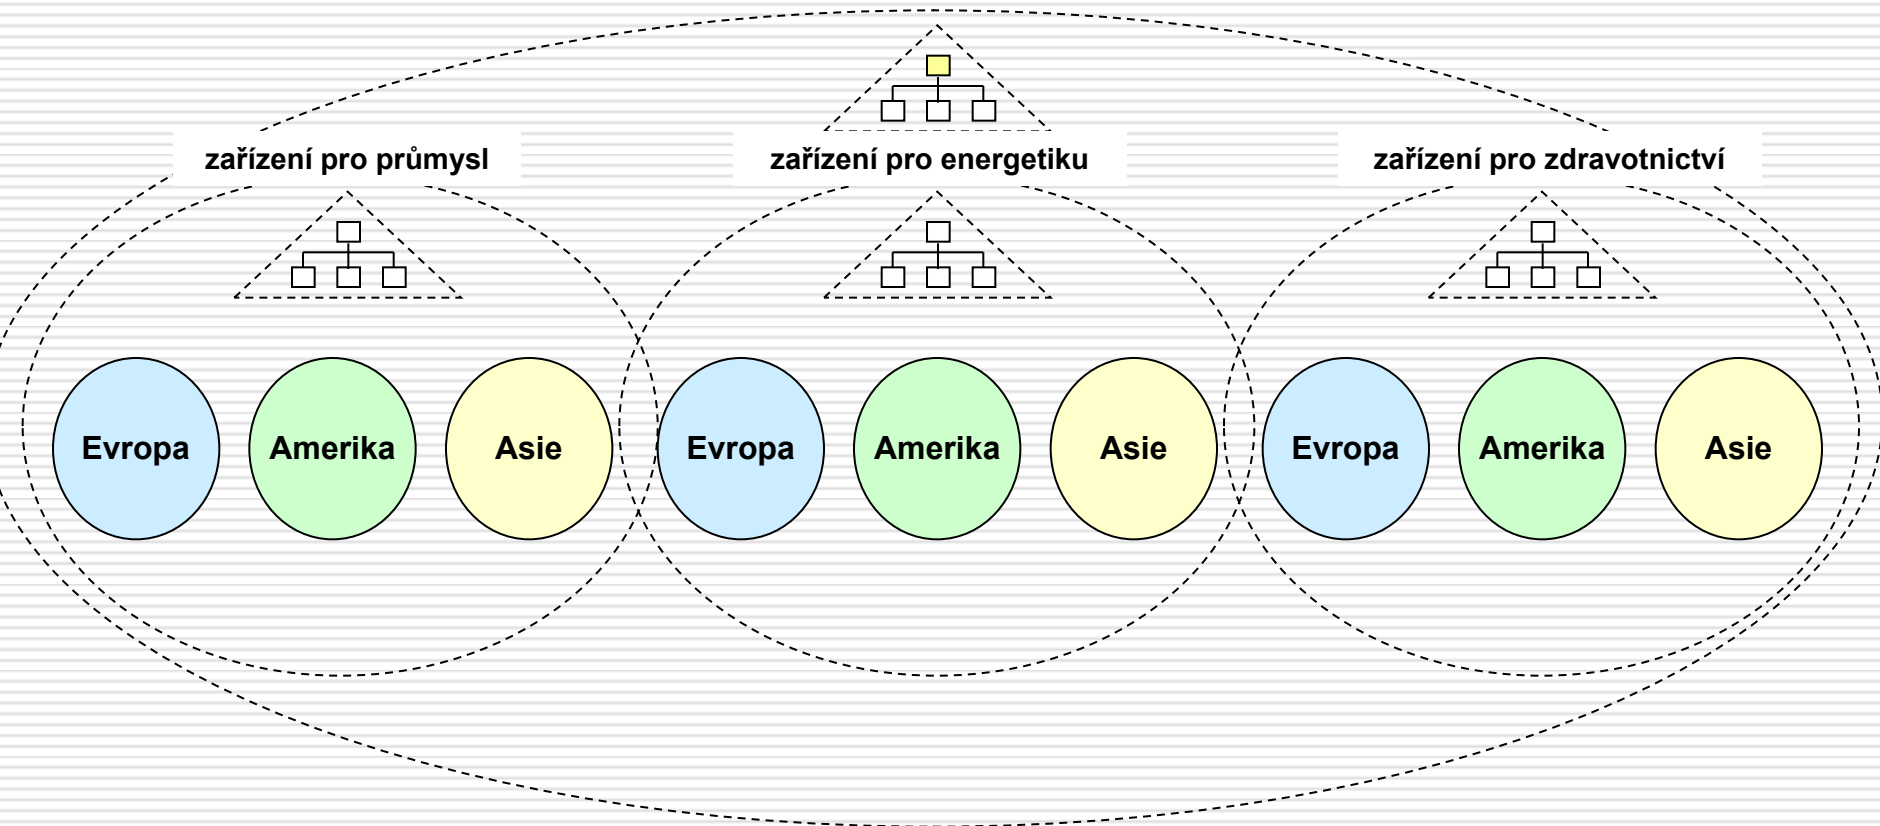 zařízení pro průmysl
zařízení pro energetiku
zařízení pro zdravotnictví
Evropa
Amerika
Asie
Evropa
Amerika
Asie
Evropa
Amerika
Asie